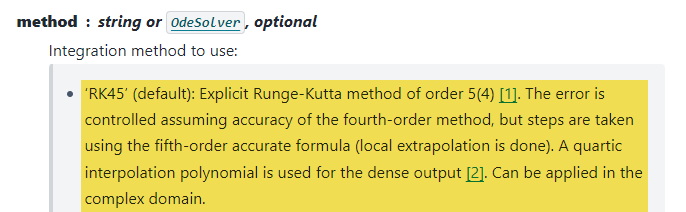 method : string or OdeSolver, optional
Integration method to use:
• ‘RK45’ (default): Explicit Runge-Kutta method of order 5(4) [1]. The error is
controlled assuming accuracy of the fourth-order method, but steps are taken
using the fifth-order accurate formula (local extrapolation is done). A quartic
interpolation polynomial is used for the dense output [2]. Can be applied in the
complex domain.